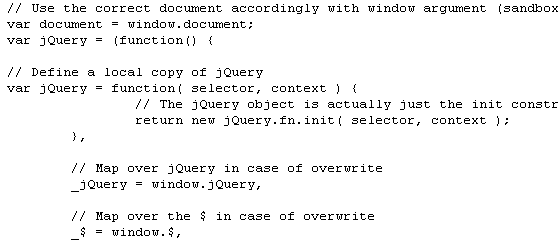 // Use the correct document accordingly with window argument (sandbox
var document = window.document;
var jQuery = (function() {
// Define a local copy of jQuery
var jQuery = function( selector, context ) {
// The jQuery object is actually just the init constr
return new jQuery.fn.init( selector, context );
},
// Map over jQuery in case of overwrite
_jQuery = window.jQuery,
// Map over the $ in case of overwrite
_$ = window.$,